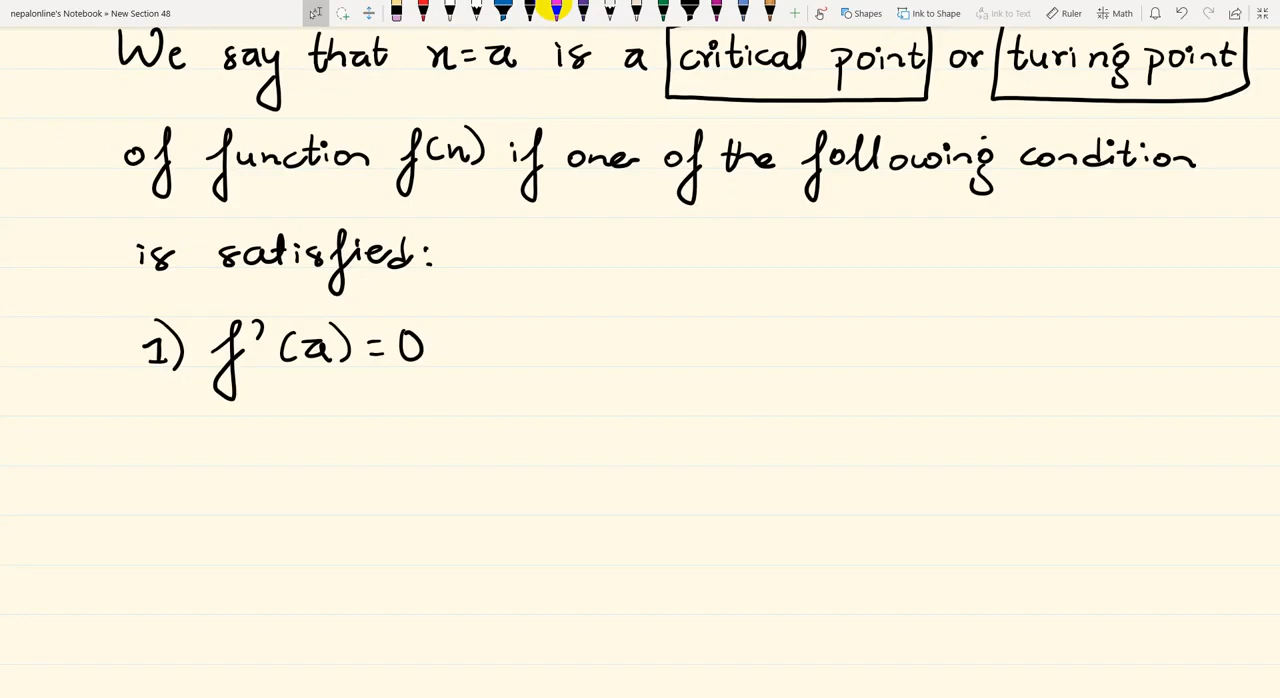 nepalonline's Notebook » New Section 48
Shapes Ink to Shape Ink to Text Ruler Math
We say that x=a is a critical point or turing point
of function f(x) if one of the following condition
is satisfied:
1) f'(a)=0